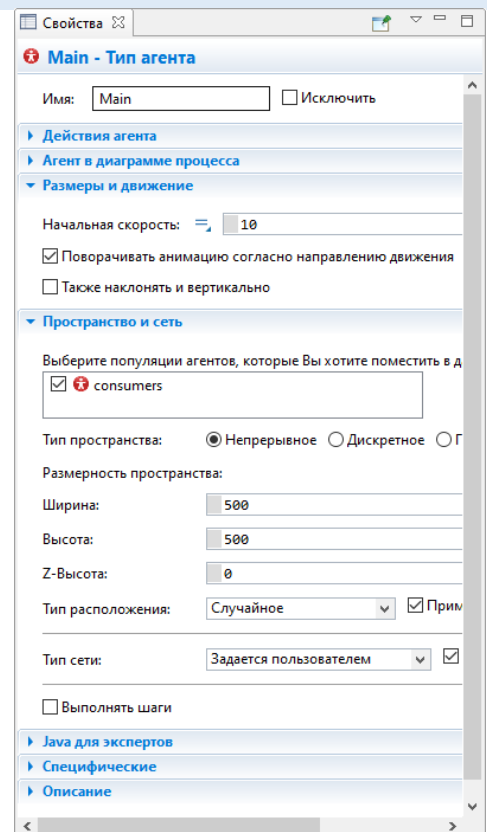 Свойства
Main - Тип агента
Имя: Main Исключить
Действия агента
Агент в диаграмме процесса
Размеры и движение
Начальная скорость: 10
Поворачивать анимацию согласно направлению движения
Также наклонять и вертикально
Пространство и сеть
Выберите популяции агентов, которые Вы хотите поместить в д
consumers
Тип пространства: Непрерывное Дискретное Г
Размерность пространства:
Ширина: 500
Высота: 500
Z-Высота: 0
Тип расположения: Случайное Прим
Тип сети: Задается пользователем
Выполнять шаги
Java для экспертов
Специфические
Описание